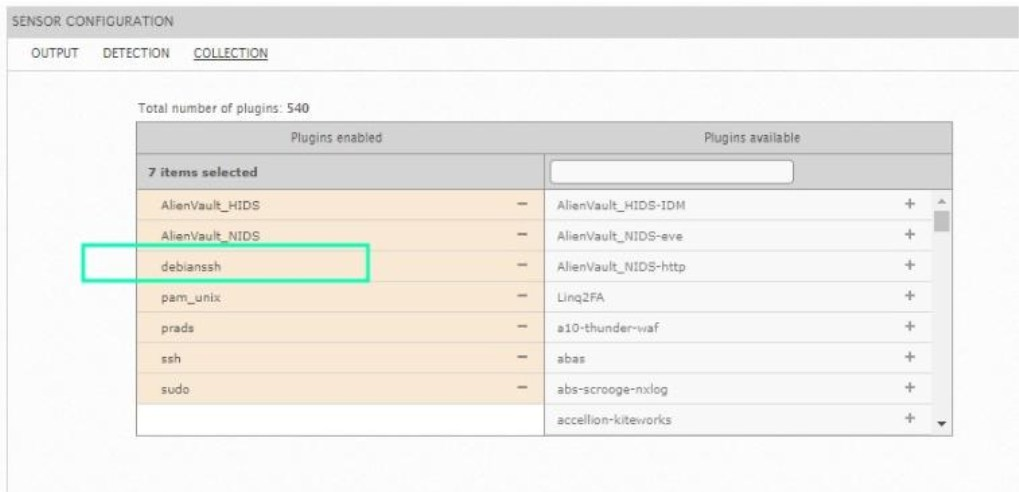 SENSOR CONFIGURATION
OUTPUT DETECTION COLLECTION
Total number of plugins: 540
Plugins enabled Plugins available
7 items selected
AlienVault_HIDS − AlienVault_HIDS-IDM +
AlienVault_NIDS − AlienVault_NIDS-eve +
debianssh − AlienVault_NIDS-http +
pam_unix − Linq2FA +
prads − a10-thunder-waf +
ssh − abas +
sudo − abs-scrooge-nxlog +
accellion-kiteworks +